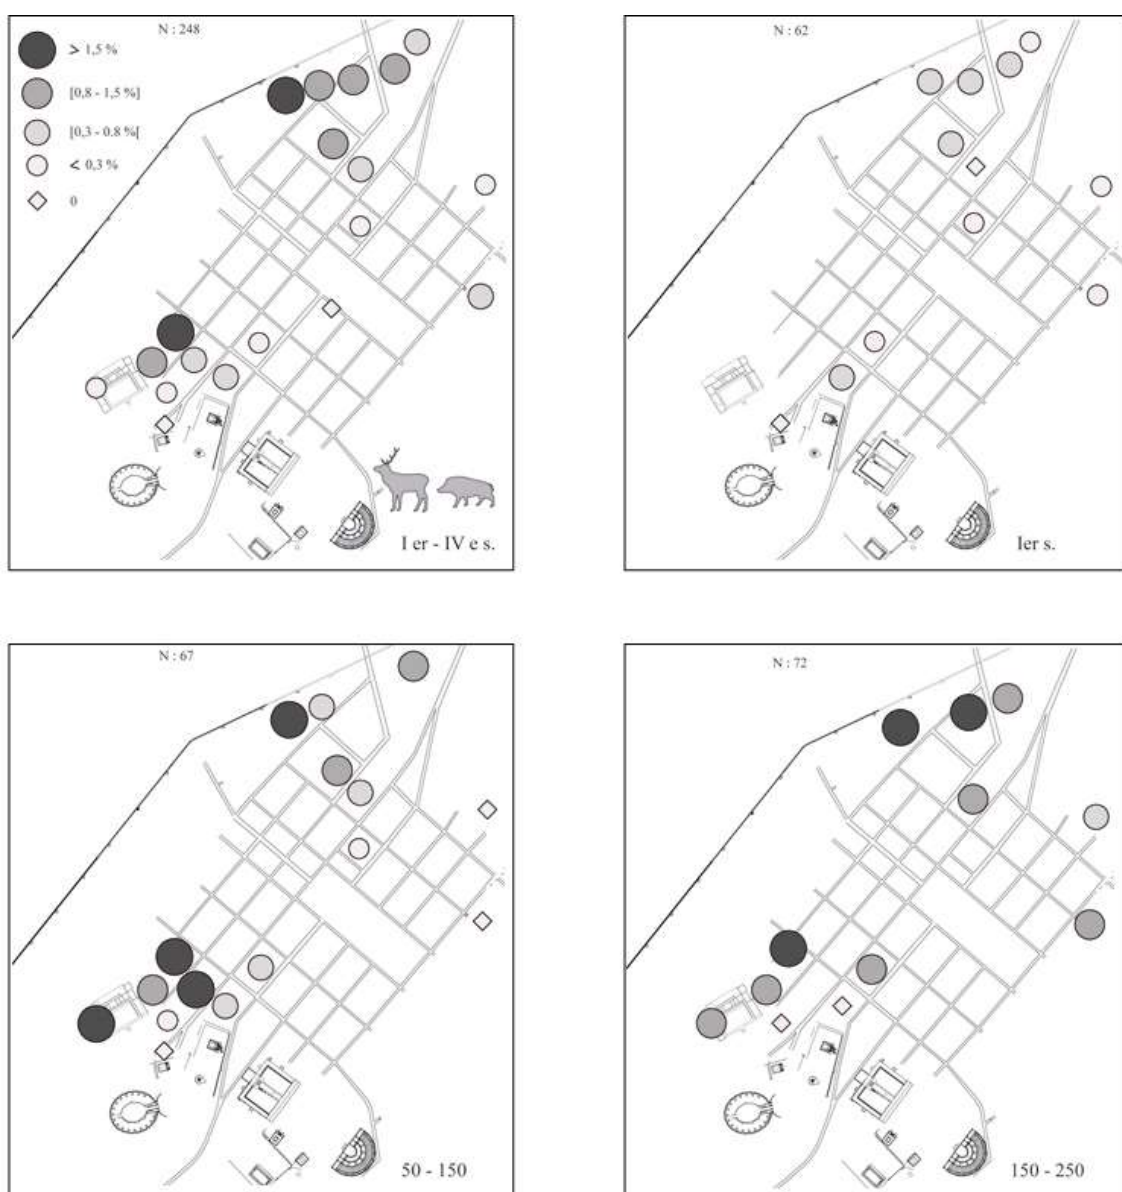 N : 248
> 1,5 %
[0,8 - 1,5 %]
[0,3 - 0.8 %[
< 0,3 %
0
I er - IV e s.
N : 62
Ier s.
N : 67
50 - 150
N : 72
150 - 250